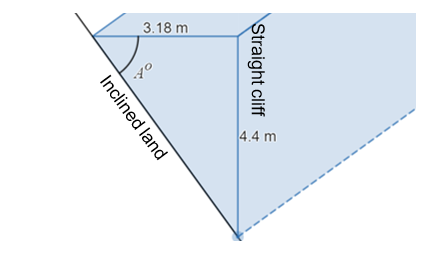 3.18 m
Straight cliff
A°
Inclined land
4.4 m